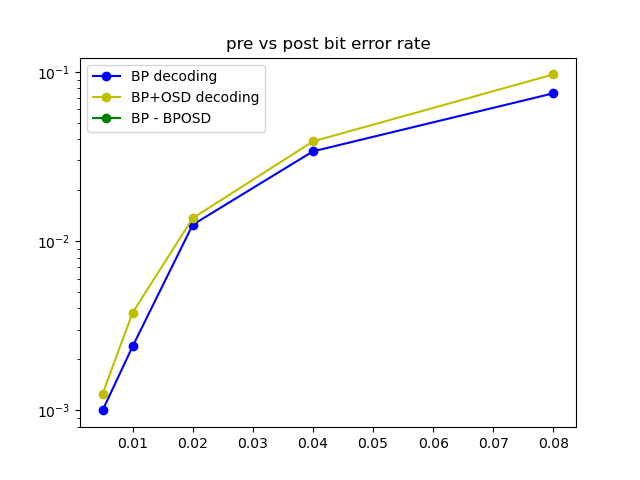 pre vs post bit error rate
BP decoding
BP+OSD decoding
BP - BPOSD
10⁻¹
10⁻²
10⁻³
0.01 0.02 0.03 0.04 0.05 0.06 0.07 0.08